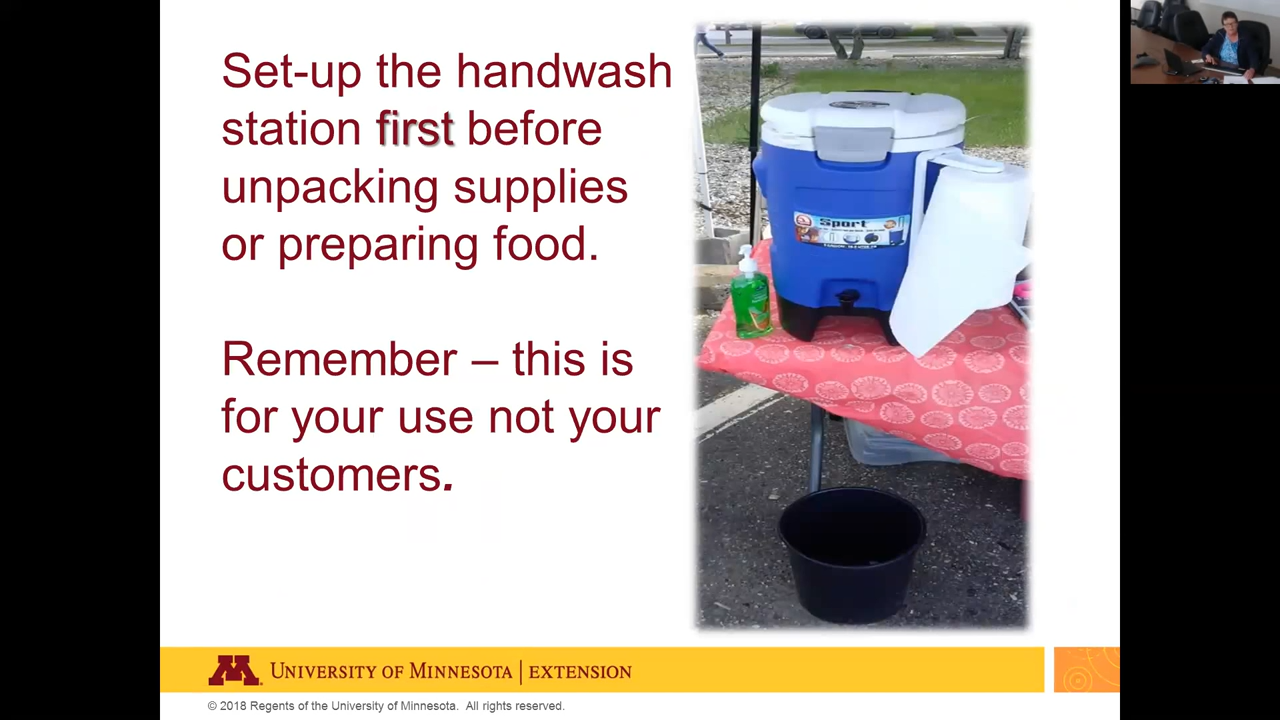 Set-up the handwash
station first before
unpacking supplies
or preparing food.
Remember – this is
for your use not your
customers.
Sport
M
UNIVERSITY OF MINNESOTA | EXTENSION
© 2018 Regents of the University of Minnesota. All rights reserved.